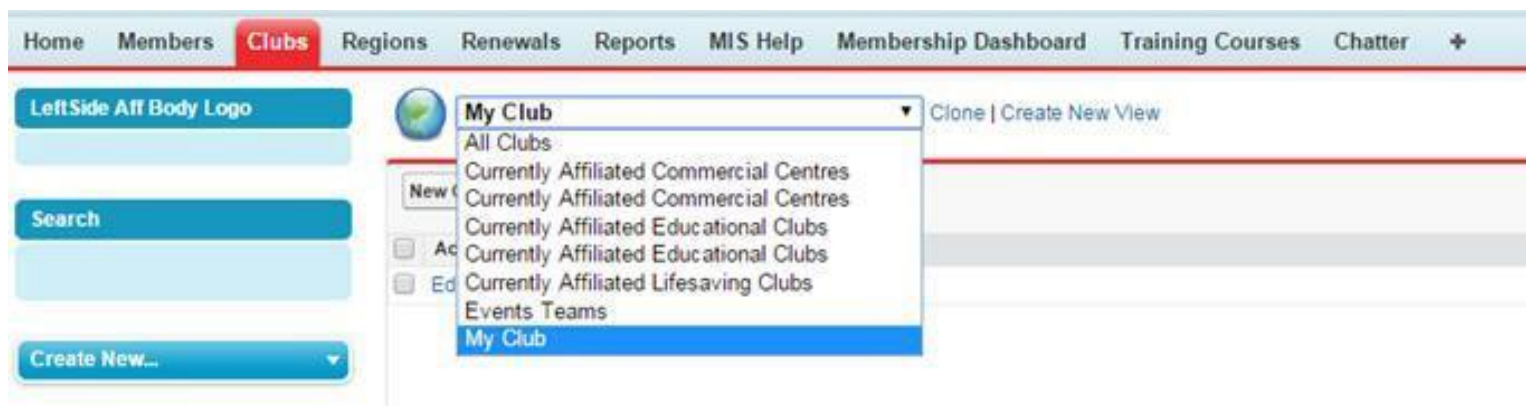 Home Members Clubs Regions Renewals Reports MIS Help Membership Dashboard Training Courses Chatter +
LeftSide Aff Body Logo
My Club Clone | Create New View
All Clubs
Currently Affiliated Commercial Centres
Currently Affiliated Commercial Centres
New
Currently Affiliated Educational Clubs
Search
Currently Affiliated Educational Clubs
Currently Affiliated Lifesaving Clubs
Events Teams
My Club
Create New...